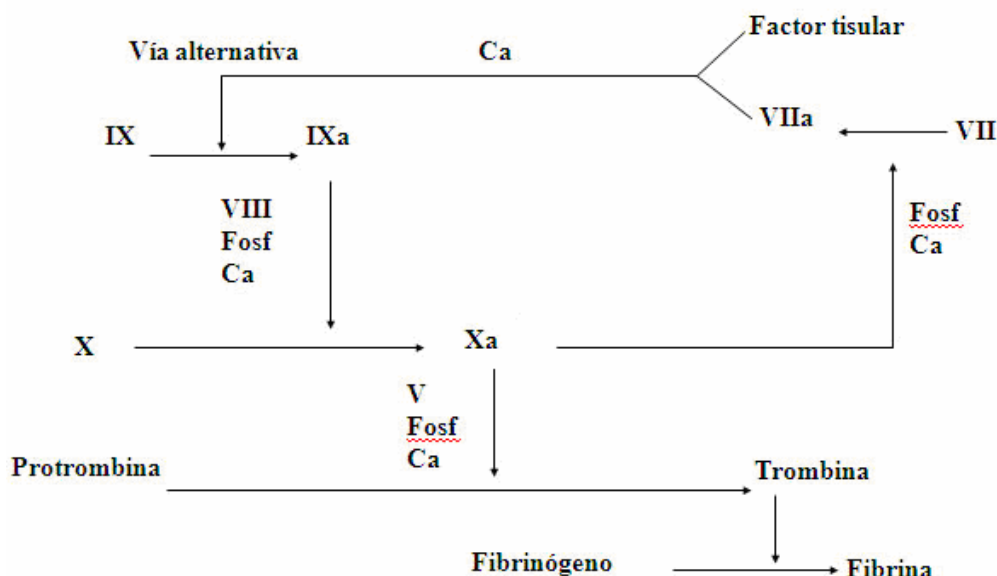 Factor tisular
Vía alternativa
Ca
VIIa
VII
IX
IXa
VIII
Fosf
Ca
Fosf
Ca
X
Xa
V
Fosf
Ca
Protrombina
Trombina
Fibrinógeno
Fibrina